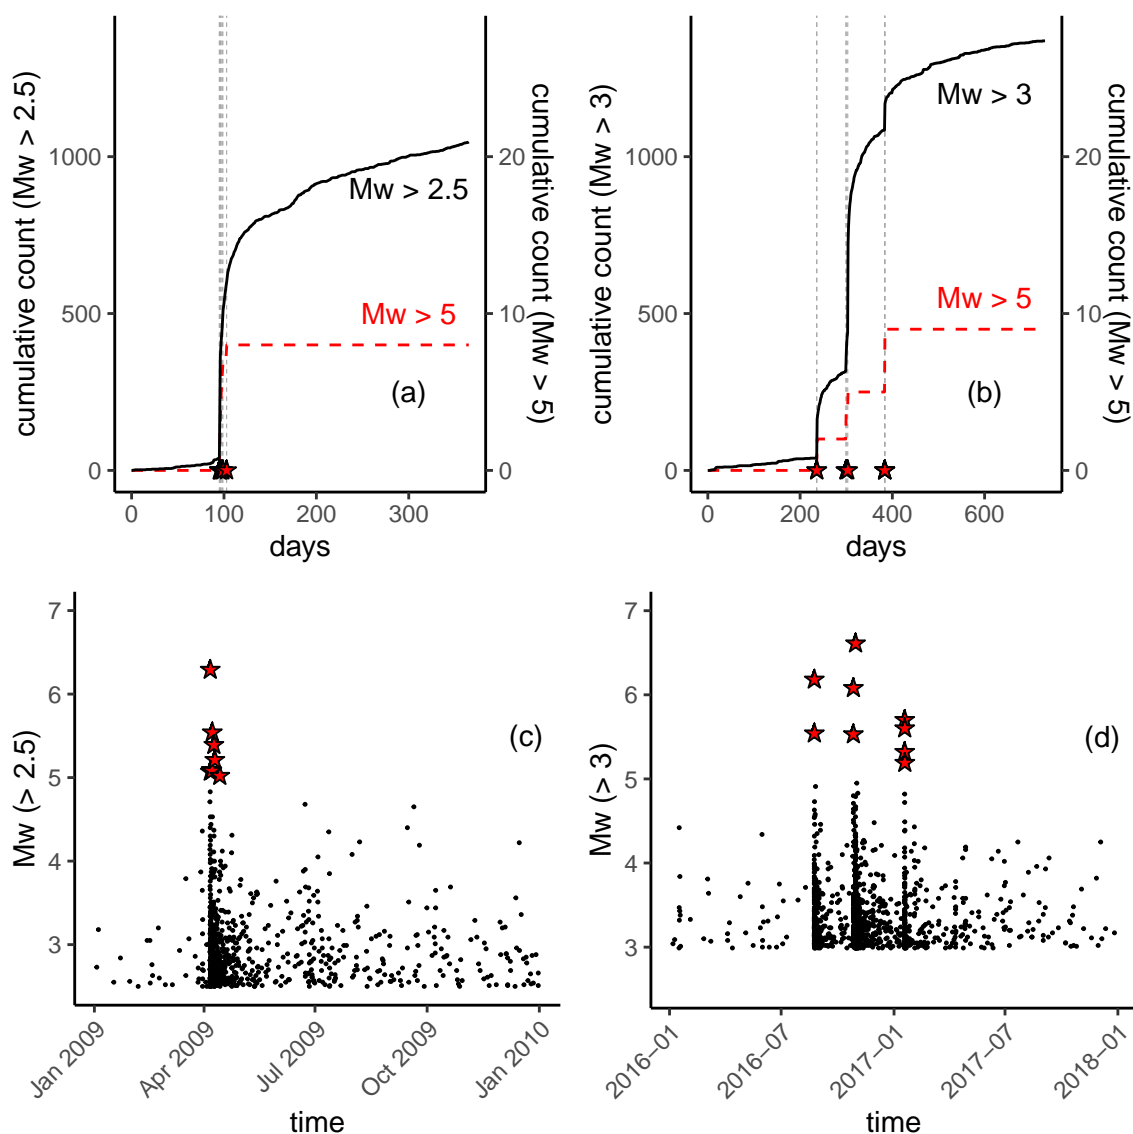 cumulative count (Mw > 2.5)
1000
500
0
Mw > 2.5
Mw > 5
(a)
20
10
0
cumulative count (Mw > 5)
0
100
200
300
days
cumulative count (Mw > 3)
1000
500
0
Mw > 3
Mw > 5
(b)
20
10
0
cumulative count (Mw > 5)
0
200
400
600
days
Mw (> 2.5)
7
6
5
4
3
(c)
Jan 2009
Apr 2009
Jul 2009
Oct 2009
Jan 2010
time
Mw (> 3)
7
6
5
4
3
(d)
2016–01
2016–07
2017–01
2017–07
2018–01
time